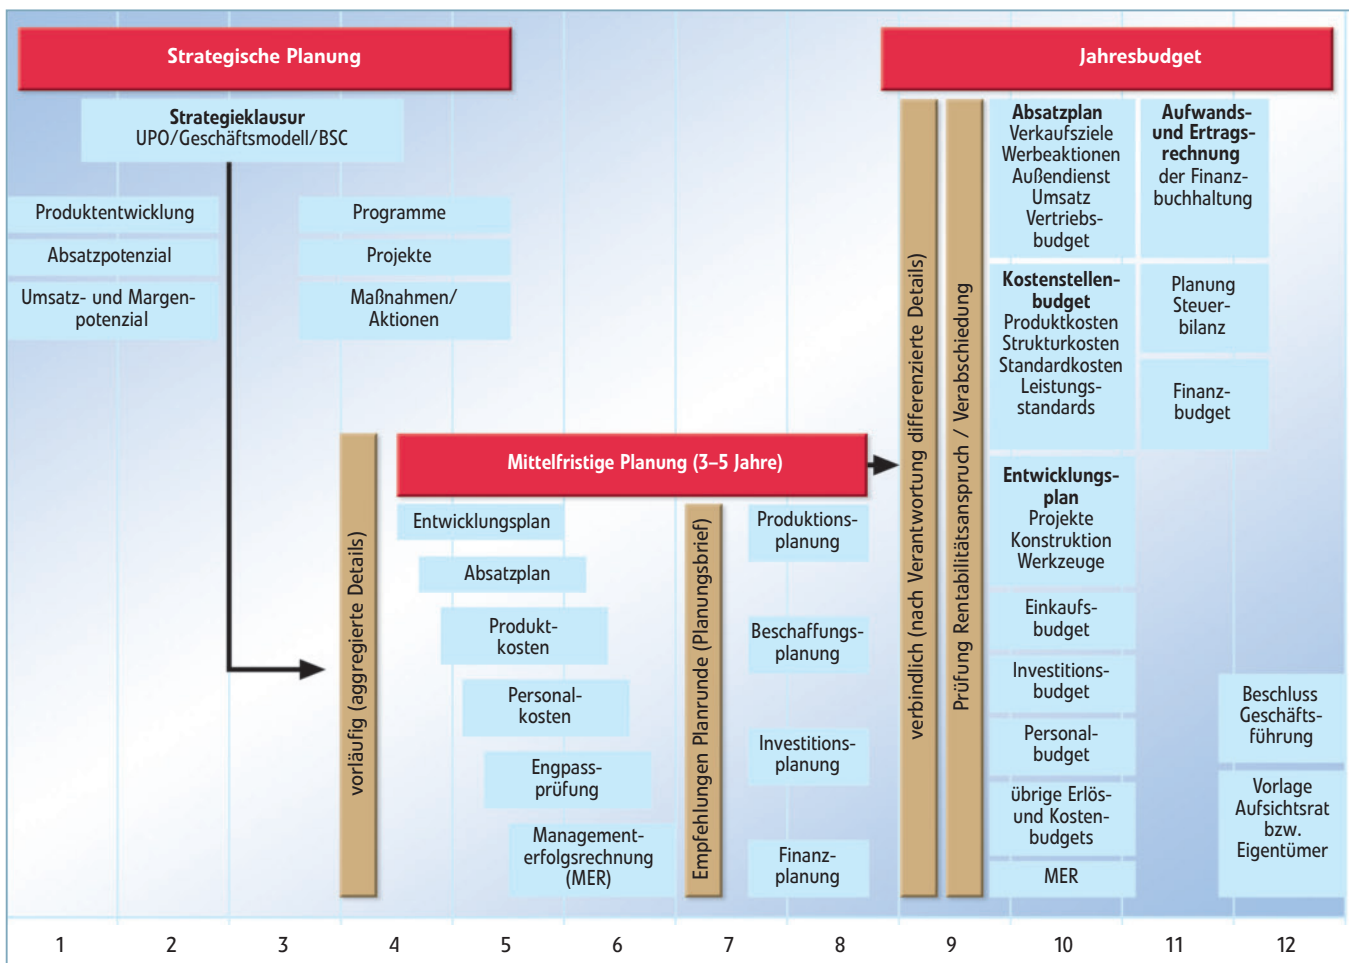 Strategische Planung
Strategieklausur
UPO/Geschäftsmodell/BSC
Produktentwicklung
Absatzpotenzial
Umsatz- und Margen-
potenzial
Programme
Projekte
Maßnahmen/
Aktionen
vorläufig (aggregierte Details)
Mittelfristige Planung (3–5 Jahre)
Entwicklungsplan
Absatzplan
Produkt-
kosten
Personal-
kosten
Engpass-
prüfung
Management-
erfolgsrechnung
(MER)
Empfehlungen Planrunde (Planungsbrief)
Produktions-
planung
Beschaffungs-
planung
Investitions-
planung
Finanz-
planung
Jahresbudget
verbindlich (nach Verantwortung differenzierte Details)
Prüfung Rentabilitätsanspruch / Verabschiedung
Absatzplan
Verkaufsziele
Werbeaktionen
Außendienst
Umsatz
Vertriebs-
budget
Kostenstellen-
budget
Produktkosten
Strukturkosten
Standardkosten
Leistungs-
standards
Entwicklungs-
plan
Projekte
Konstruktion
Werkzeuge
Einkaufs-
budget
Investitions-
budget
Personal-
budget
übrige Erlös-
und Kosten-
budgets
MER
Aufwands-
und Ertrags-
rechnung
der Finanz-
buchhaltung
Planung
Steuer-
bilanz
Finanz-
budget
Beschluss
Geschäfts-
führung
Vorlage
Aufsichtsrat
bzw.
Eigentümer
1 2 3 4 5 6 7 8 9 10 11 12